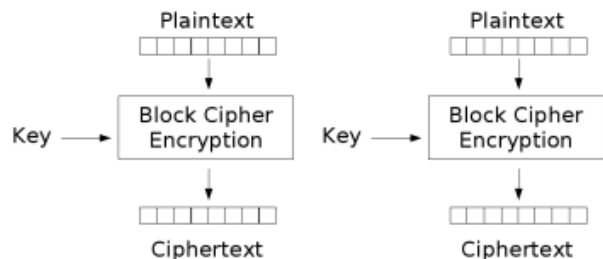 Plaintext
Plaintext
Key
Block Cipher
Encryption
Key
Block Cipher
Encryption
Ciphertext
Ciphertext